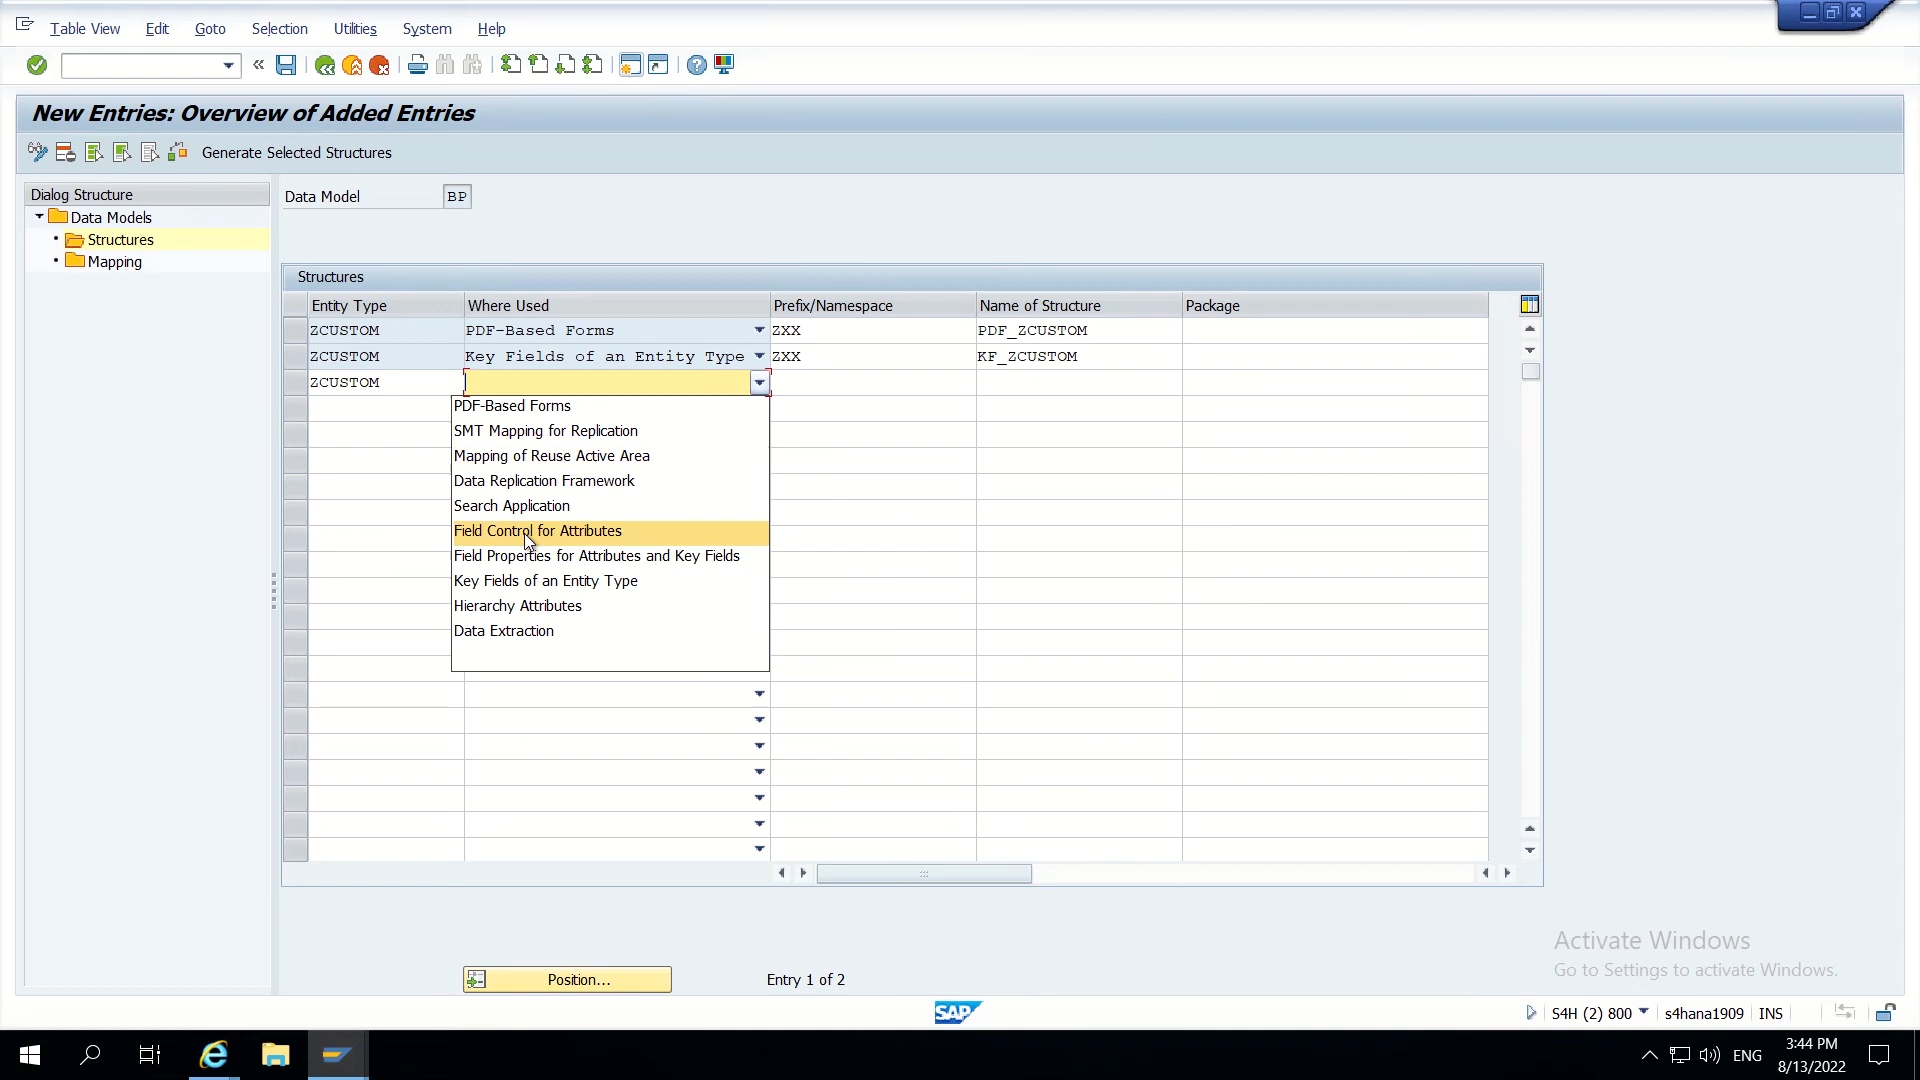 Table View Edit Goto Selection Utilities System Help
New Entries: Overview of Added Entries
Generate Selected Structures
Dialog Structure
Data Models
Structures
Mapping
Data Model BP
Structures
Entity Type Where Used Prefix/Namespace Name of Structure Package
ZCUSTOM PDF-Based Forms ZXX PDF_ZCUSTOM
ZCUSTOM Key Fields of an Entity Type ZXX KF_ZCUSTOM
ZCUSTOM
PDF-Based Forms
SMT Mapping for Replication
Mapping of Reuse Active Area
Data Replication Framework
Search Application
Field Control for Attributes
Field Properties for Attributes and Key Fields
Key Fields of an Entity Type
Hierarchy Attributes
Data Extraction
Position... Entry 1 of 2
Activate Windows
Go to Settings to activate Windows.
SAP S4H (2) 800 s4hana1909 INS
ENG 3:44 PM
8/13/2022